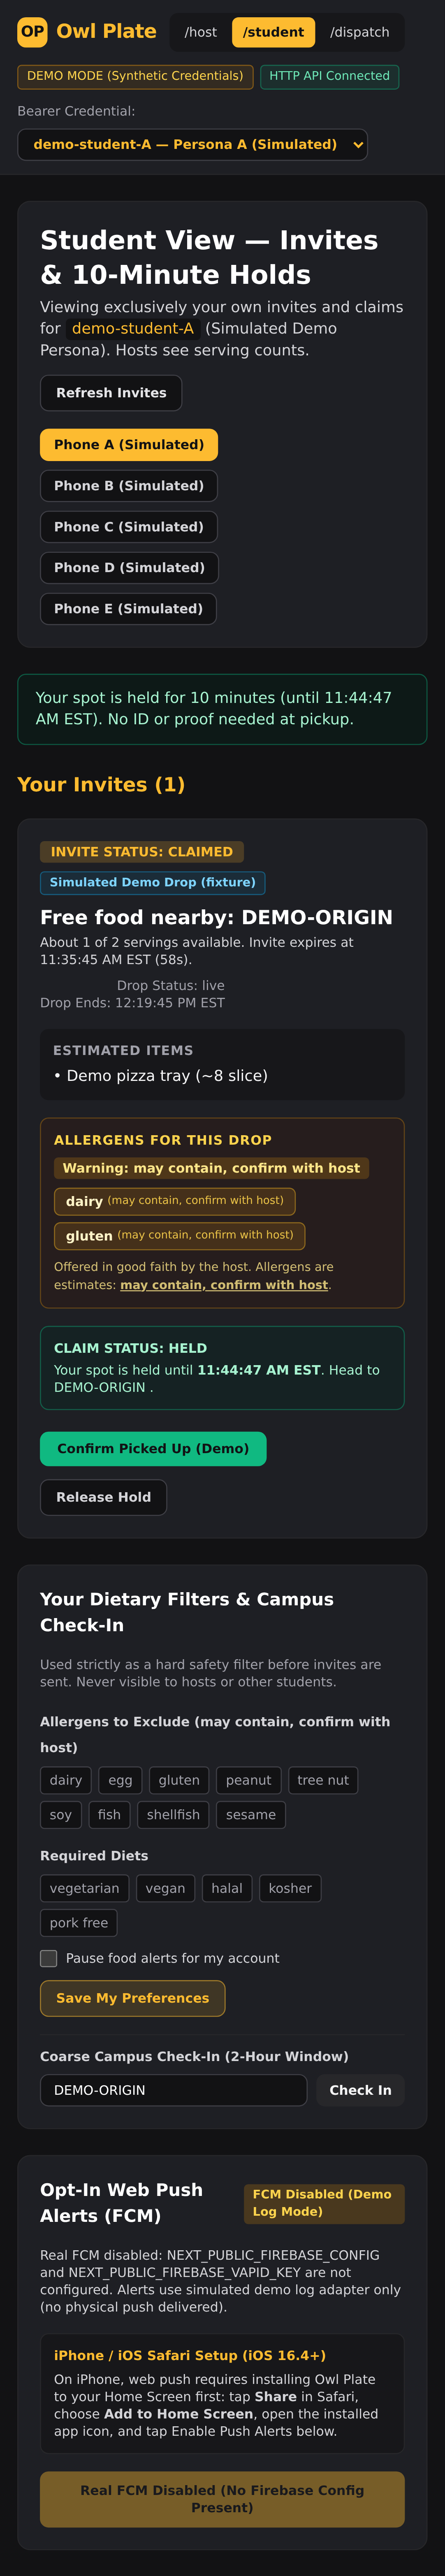 OP Owl Plate /host /student /dispatch
DEMO MODE (Synthetic Credentials) HTTP API Connected
Bearer Credential:
demo-student-A — Persona A (Simulated)
Student View — Invites
& 10-Minute Holds
Viewing exclusively your own invites and claims
for demo-student-A (Simulated Demo
Persona). Hosts see serving counts.
Refresh Invites
Phone A (Simulated)
Phone B (Simulated)
Phone C (Simulated)
Phone D (Simulated)
Phone E (Simulated)
Your spot is held for 10 minutes (until 11:44:47
AM EST). No ID or proof needed at pickup.
Your Invites (1)
INVITE STATUS: CLAIMED
Simulated Demo Drop (fixture)
Free food nearby: DEMO-ORIGIN
About 1 of 2 servings available. Invite expires at
11:35:45 AM EST (58s).
Drop Status: live
Drop Ends: 12:19:45 PM EST
ESTIMATED ITEMS
• Demo pizza tray (~8 slice)
ALLERGENS FOR THIS DROP
Warning: may contain, confirm with host
dairy (may contain, confirm with host)
gluten (may contain, confirm with host)
Offered in good faith by the host. Allergens are
estimates: may contain, confirm with host.
CLAIM STATUS: HELD
Your spot is held until 11:44:47 AM EST. Head to
DEMO-ORIGIN .
Confirm Picked Up (Demo)
Release Hold
Your Dietary Filters & Campus
Check-In
Used strictly as a hard safety filter before invites are
sent. Never visible to hosts or other students.
Allergens to Exclude (may contain, confirm with
host)
dairy egg gluten peanut tree nut
soy fish shellfish sesame
Required Diets
vegetarian vegan halal kosher
pork free
Pause food alerts for my account
Save My Preferences
Coarse Campus Check-In (2-Hour Window)
DEMO-ORIGIN Check In
Opt-In Web Push
Alerts (FCM)
FCM Disabled (Demo
Log Mode)
Real FCM disabled: NEXT_PUBLIC_FIREBASE_CONFIG
and NEXT_PUBLIC_FIREBASE_VAPID_KEY are not
configured. Alerts use simulated demo log adapter only
(no physical push delivered).
iPhone / iOS Safari Setup (iOS 16.4+)
On iPhone, web push requires installing Owl Plate
to your Home Screen first: tap Share in Safari,
choose Add to Home Screen, open the installed
app icon, and tap Enable Push Alerts below.
Real FCM Disabled (No Firebase Config
Present)